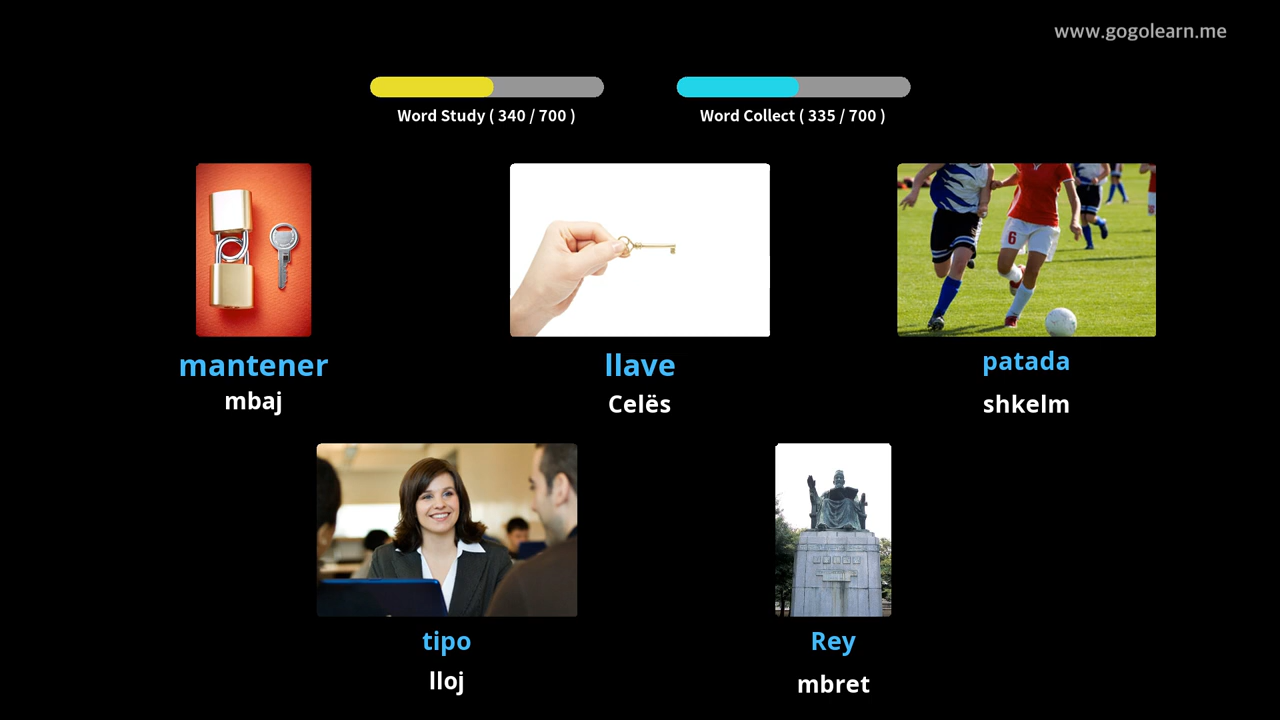 www.gogolearn.me
Word Study ( 340 / 700 )
Word Collect ( 335 / 700 )
mantener
mbaj
llave
Celës
patada
shkelm
6
tipo
lloj
Rey
mbret